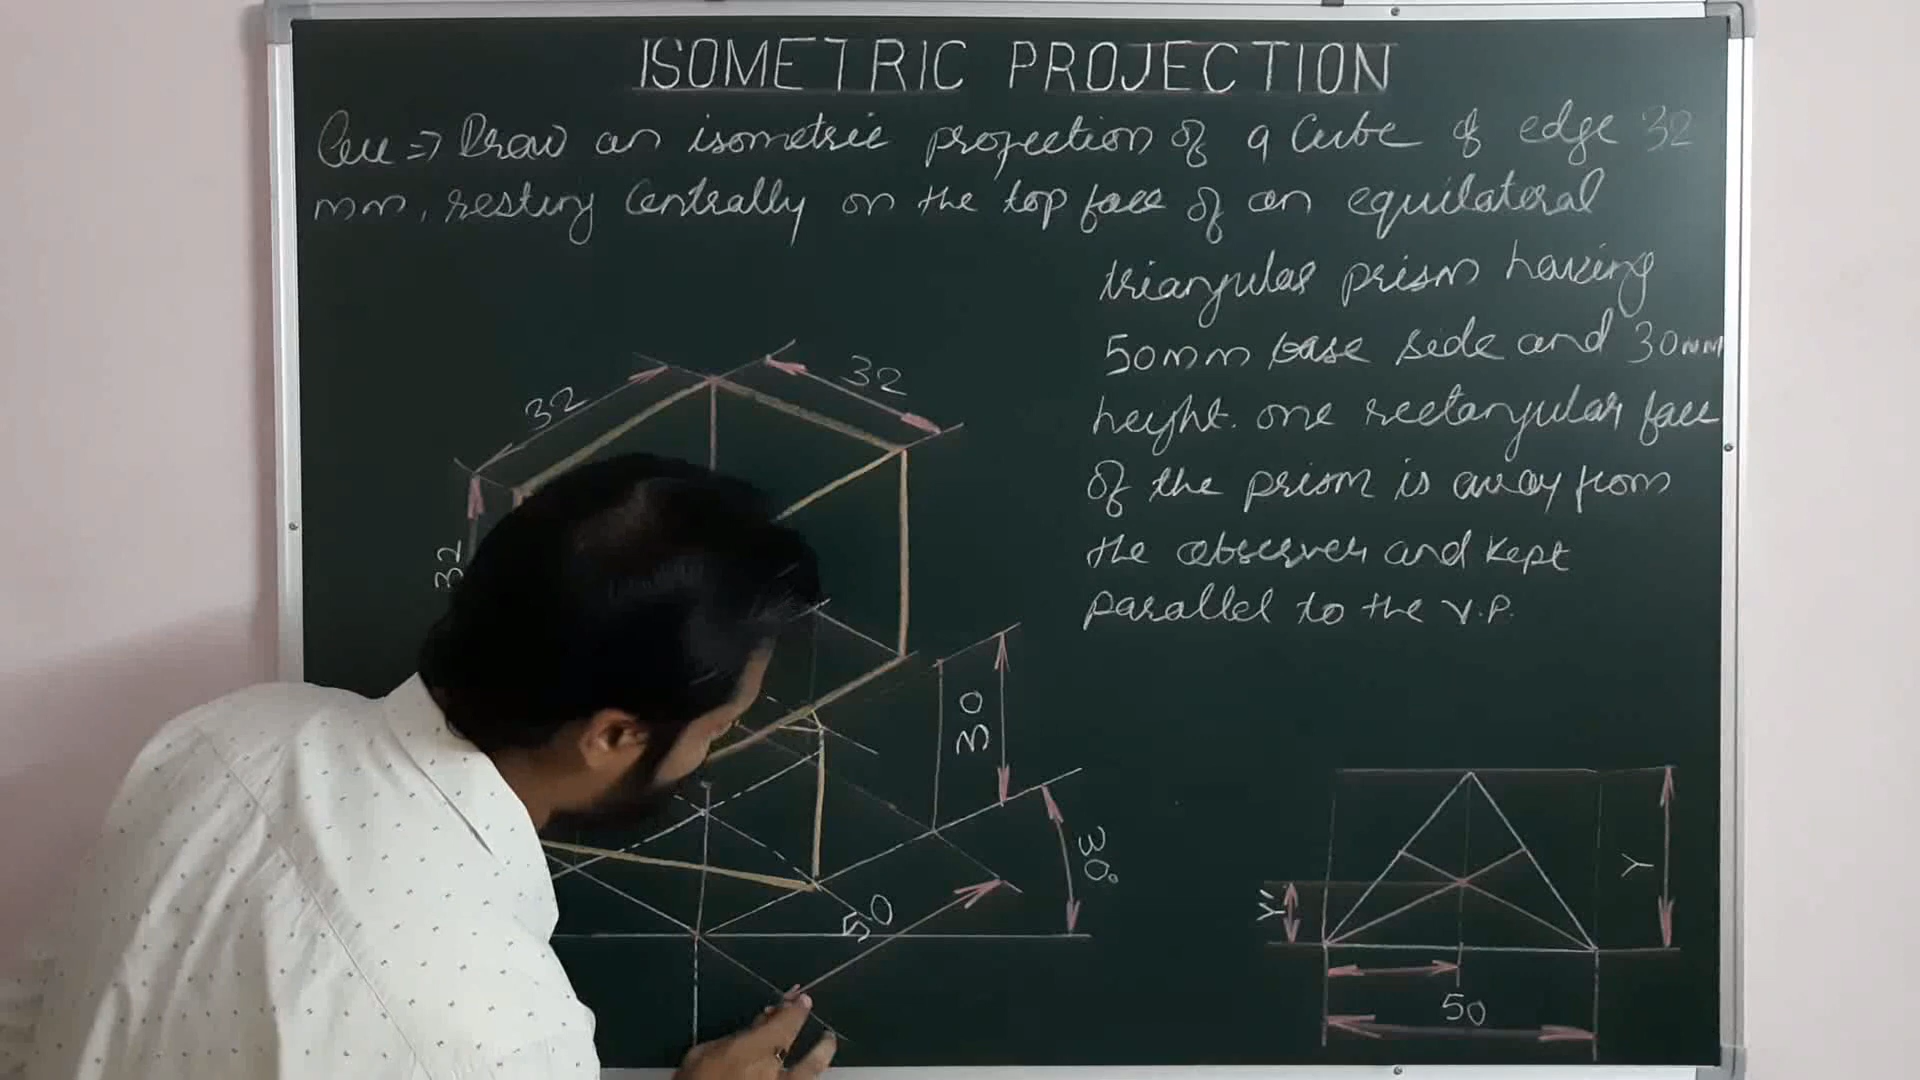 ISOMETRIC PROJECTION
Que => Draw an isometric projection of a Cube of edge 32
mm, resting Centrally on the top face of an equilateral
triangular prism having
50mm base side and 30mm
height. one rectangular face
of the prism is away from
the observer and kept
parallel to the V.P.
32
32
32
30
30°
50
Y
Y'
50